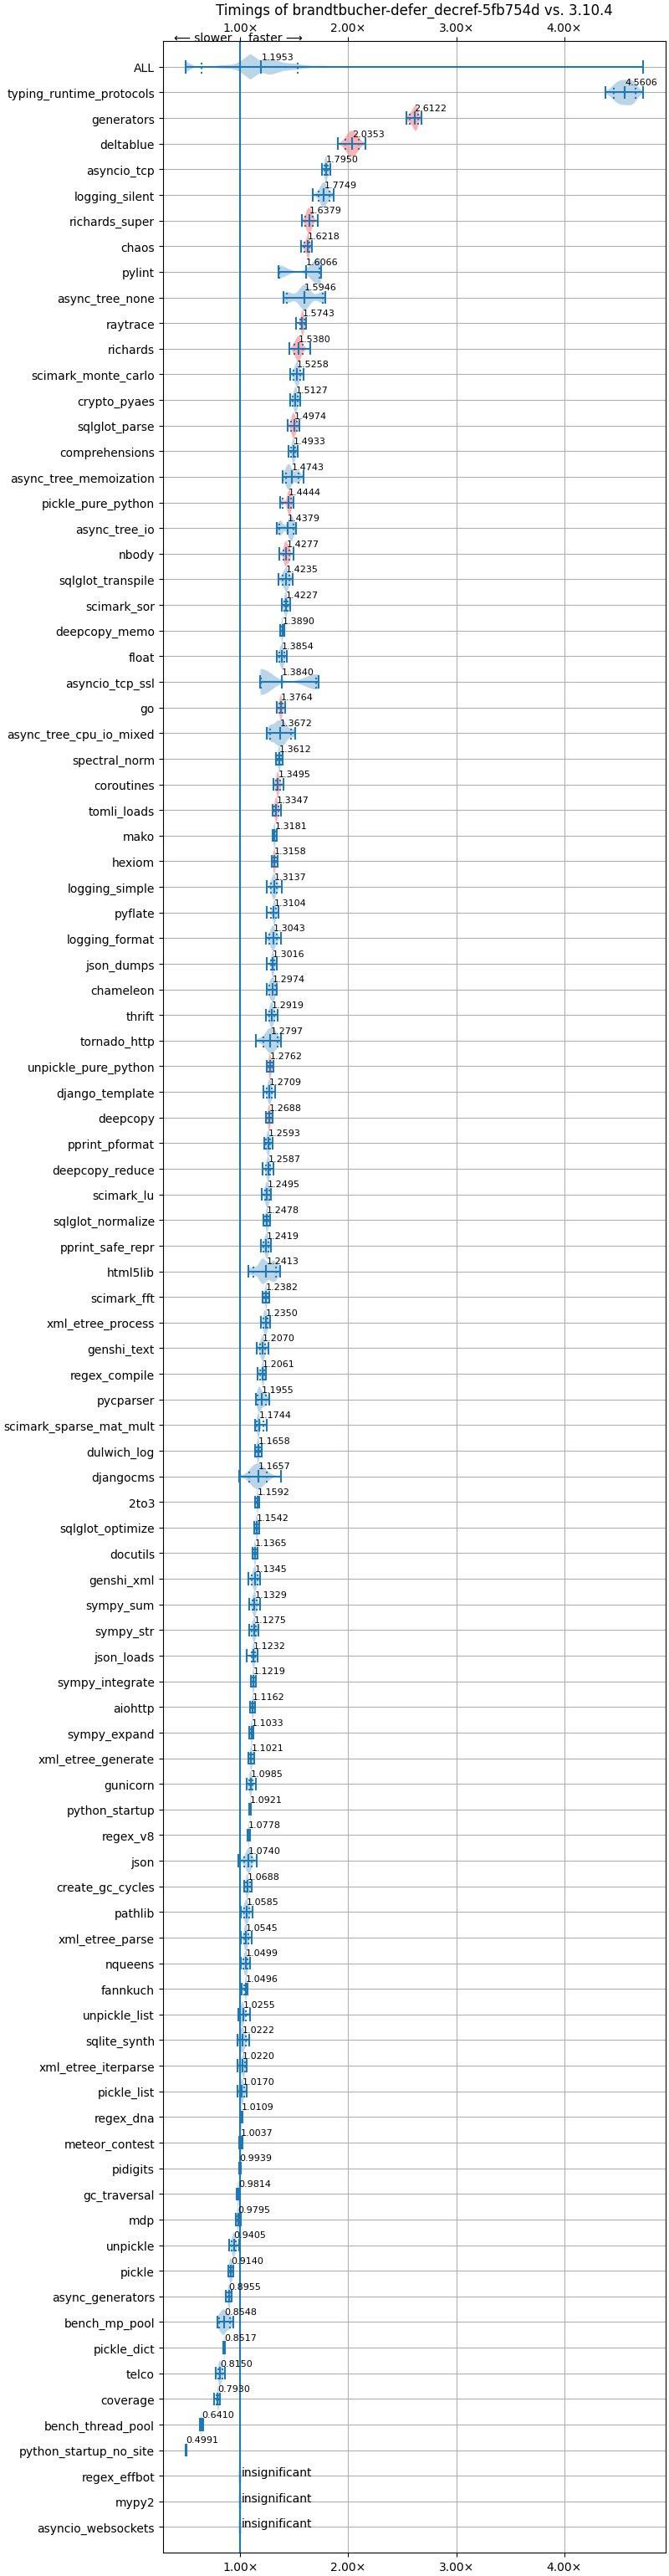 Timings of brandtbucher-defer_decref-5fb754d vs. 3.10.4
1.00× 2.00× 3.00× 4.00×
⟵ slower faster ⟶
ALL 1.1953
typing_runtime_protocols 4.5606
generators 2.6122
deltablue 2.0353
asyncio_tcp 1.7950
logging_silent 1.7749
richards_super 1.6379
chaos 1.6218
pylint 1.6066
async_tree_none 1.5946
raytrace 1.5743
richards 1.5380
scimark_monte_carlo 1.5258
crypto_pyaes 1.5127
sqlglot_parse 1.4974
comprehensions 1.4933
async_tree_memoization 1.4743
pickle_pure_python 1.4444
async_tree_io 1.4379
nbody 1.4277
sqlglot_transpile 1.4235
scimark_sor 1.4227
deepcopy_memo 1.3890
float 1.3854
asyncio_tcp_ssl 1.3840
go 1.3764
async_tree_cpu_io_mixed 1.3672
spectral_norm 1.3612
coroutines 1.3495
tomli_loads 1.3347
mako 1.3181
hexiom 1.3158
logging_simple 1.3137
pyflate 1.3104
logging_format 1.3043
json_dumps 1.3016
chameleon 1.2974
thrift 1.2919
tornado_http 1.2797
unpickle_pure_python 1.2762
django_template 1.2709
deepcopy 1.2688
pprint_pformat 1.2593
deepcopy_reduce 1.2587
scimark_lu 1.2495
sqlglot_normalize 1.2478
pprint_safe_repr 1.2419
html5lib 1.2413
scimark_fft 1.2382
xml_etree_process 1.2350
genshi_text 1.2070
regex_compile 1.2061
pycparser 1.1955
scimark_sparse_mat_mult 1.1744
dulwich_log 1.1658
djangocms 1.1657
2to3 1.1592
sqlglot_optimize 1.1542
docutils 1.1365
genshi_xml 1.1345
sympy_sum 1.1329
sympy_str 1.1275
json_loads 1.1232
sympy_integrate 1.1219
aiohttp 1.1162
sympy_expand 1.1033
xml_etree_generate 1.1021
gunicorn 1.0985
python_startup 1.0921
regex_v8 1.0778
json 1.0740
create_gc_cycles 1.0688
pathlib 1.0585
xml_etree_parse 1.0545
nqueens 1.0499
fannkuch 1.0496
unpickle_list 1.0255
sqlite_synth 1.0222
xml_etree_iterparse 1.0220
pickle_list 1.0170
regex_dna 1.0109
meteor_contest 1.0037
pidigits 0.9939
gc_traversal 0.9814
mdp 0.9795
unpickle 0.9405
pickle 0.9140
async_generators 0.8955
bench_mp_pool 0.8548
pickle_dict 0.8517
telco 0.8150
coverage 0.7930
bench_thread_pool 0.6410
python_startup_no_site 0.4991
regex_effbot insignificant
mypy2 insignificant
asyncio_websockets insignificant
1.00× 2.00× 3.00× 4.00×